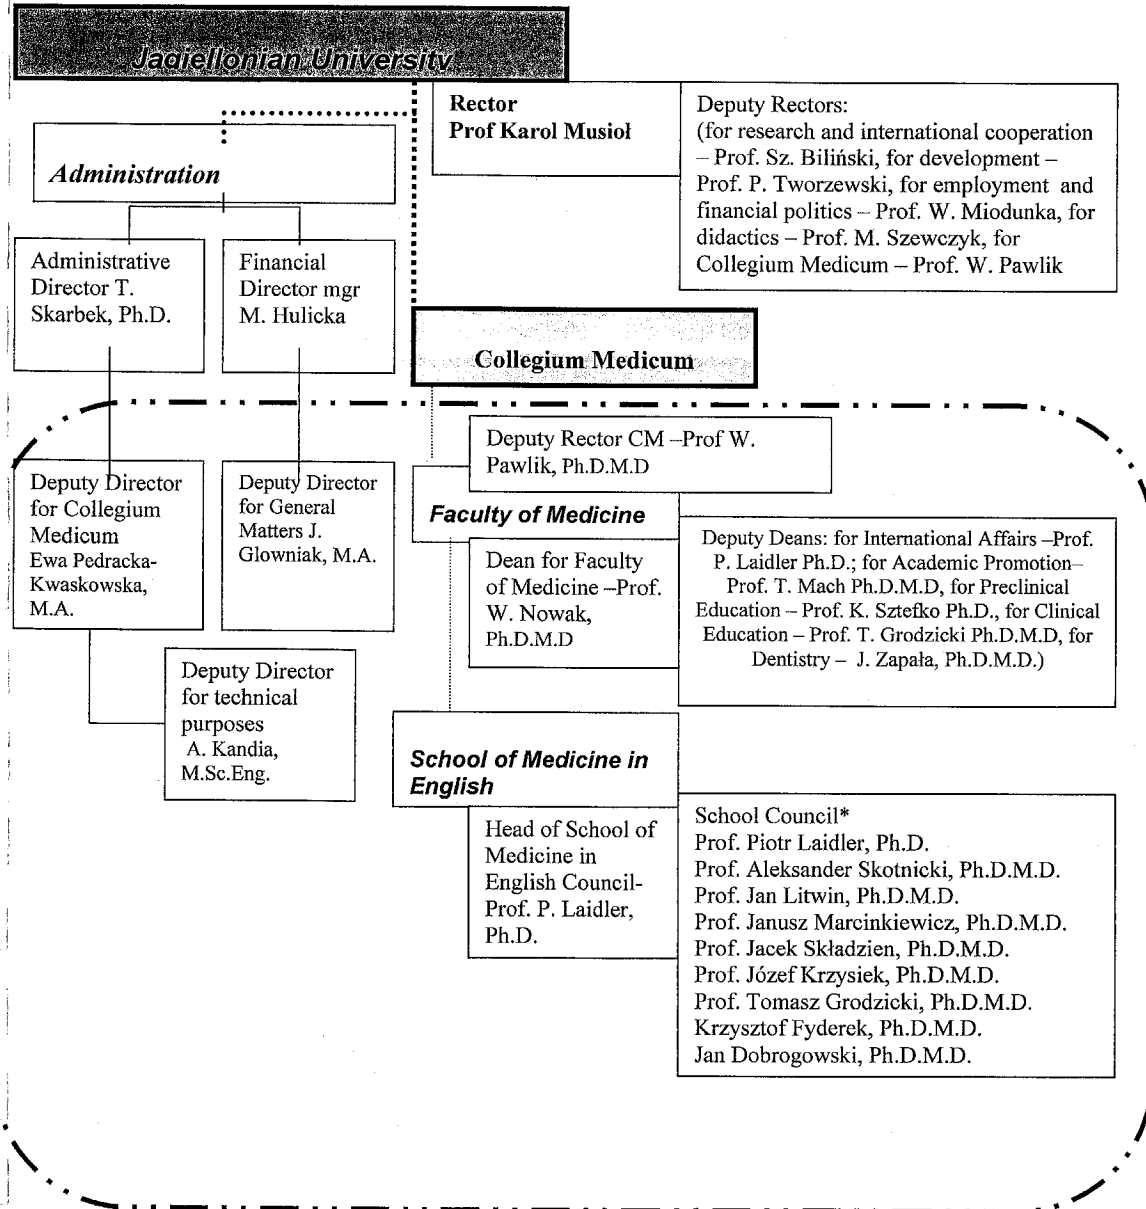 Jagiellonian University
Rector
Prof Karol Musioł
Deputy Rectors:
(for research and international cooperation
– Prof. Sz. Biliński, for development –
Prof. P. Tworzewski, for employment and
financial politics – Prof. W. Miodunka, for
didactics – Prof. M. Szewczyk, for
Collegium Medicum – Prof. W. Pawlik
Administration
Administrative
Director T.
Skarbek, Ph.D.
Financial
Director mgr
M. Hulicka
Collegium Medicum
Deputy Rector CM –Prof W.
Pawlik, Ph.D.M.D
Deputy Director
for Collegium
Medicum
Ewa Pedracka-
Kwaskowska,
M.A.
Deputy Director
for General
Matters J.
Glowniak, M.A.
Faculty of Medicine
Dean for Faculty
of Medicine –Prof.
W. Nowak,
Ph.D.M.D
Deputy Deans: for International Affairs –Prof.
P. Laidler Ph.D.; for Academic Promotion–
Prof. T. Mach Ph.D.M.D, for Preclinical
Education – Prof. K. Sztefko Ph.D., for Clinical
Education – Prof. T. Grodzicki Ph.D.M.D, for
Dentistry – J. Zapała, Ph.D.M.D.)
Deputy Director
for technical
purposes
A. Kandia,
M.Sc.Eng.
School of Medicine in
English
Head of School of
Medicine in
English Council-
Prof. P. Laidler,
Ph.D.
School Council*
Prof. Piotr Laidler, Ph.D.
Prof. Aleksander Skotnicki, Ph.D.M.D.
Prof. Jan Litwin, Ph.D.M.D.
Prof. Janusz Marcinkiewicz, Ph.D.M.D.
Prof. Jacek Składzien, Ph.D.M.D.
Prof. Józef Krzysiek, Ph.D.M.D.
Prof. Tomasz Grodzicki, Ph.D.M.D.
Krzysztof Fyderek, Ph.D.M.D.
Jan Dobrogowski, Ph.D.M.D.